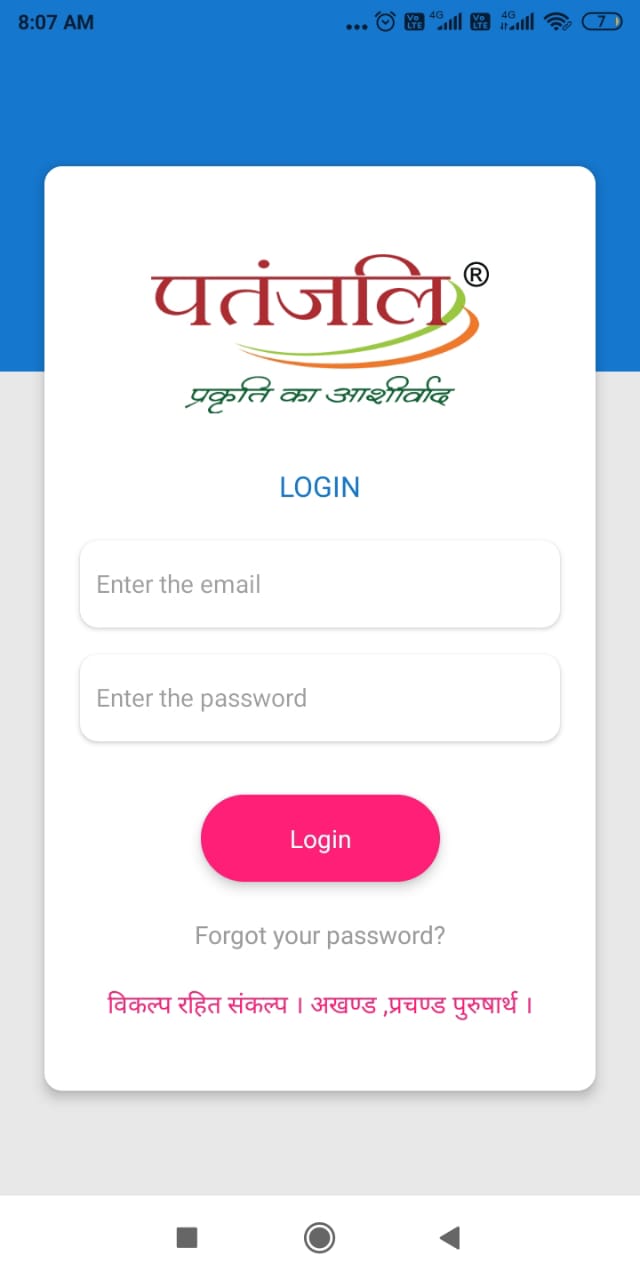 8:07 AM
Vo LTE 4G Vo LTE 4G 7
पतंजलि ®
प्रकृति का आशीर्वाद
LOGIN
Enter the email
Enter the password
Login
Forgot your password?
विकल्प रहित संकल्प । अखण्ड ,प्रचण्ड पुरुषार्थ ।